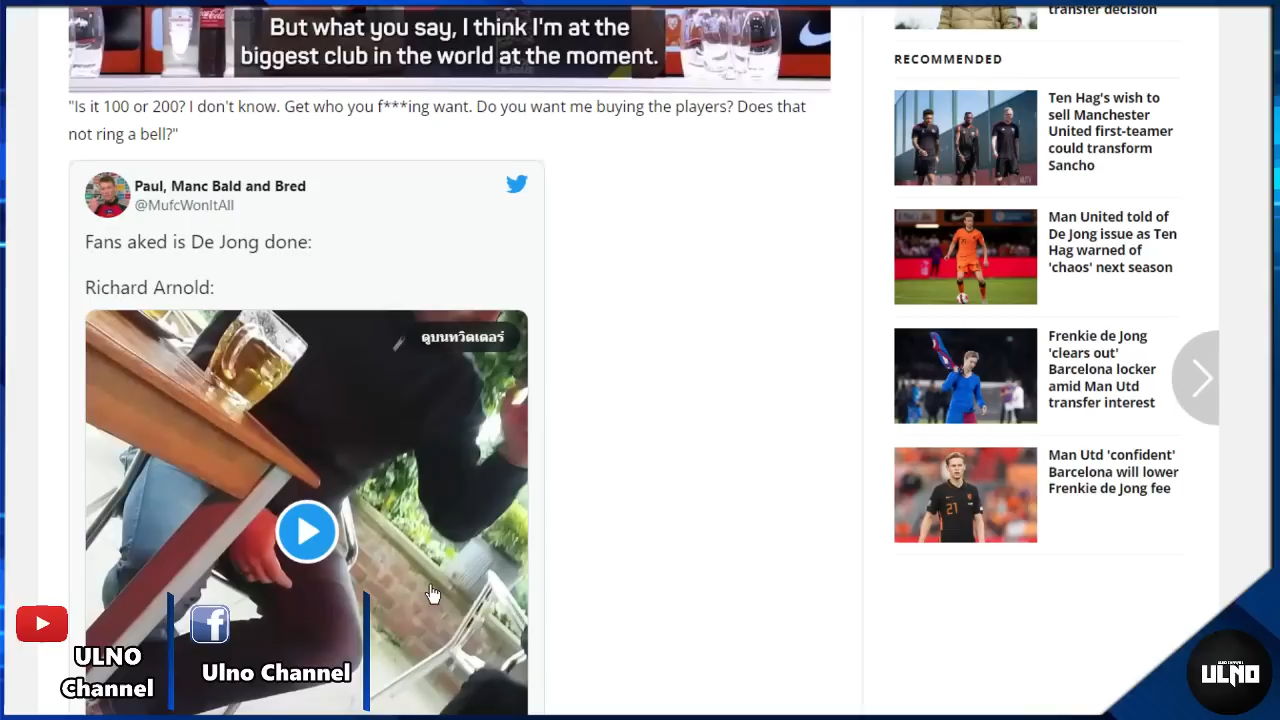 But what you say, I think I'm at the
biggest club in the world at the moment.
"Is it 100 or 200? I don't know. Get who you f***ing want. Do you want me buying the players? Does that
not ring a bell?"
Paul, Manc Bald and Bred
@MufcWonItAll
Fans aked is De Jong done:
Richard Arnold:
ดูบนทวิตเตอร์
transfer decision
RECOMMENDED
Ten Hag's wish to
sell Manchester
United first-teamer
could transform
Sancho
Man United told of
De Jong issue as Ten
Hag warned of
'chaos' next season
Frenkie de Jong
'clears out'
Barcelona locker
amid Man Utd
transfer interest
Man Utd 'confident'
Barcelona will lower
Frenkie de Jong fee
21
ULNO
Channel
Ulno Channel
ULNO